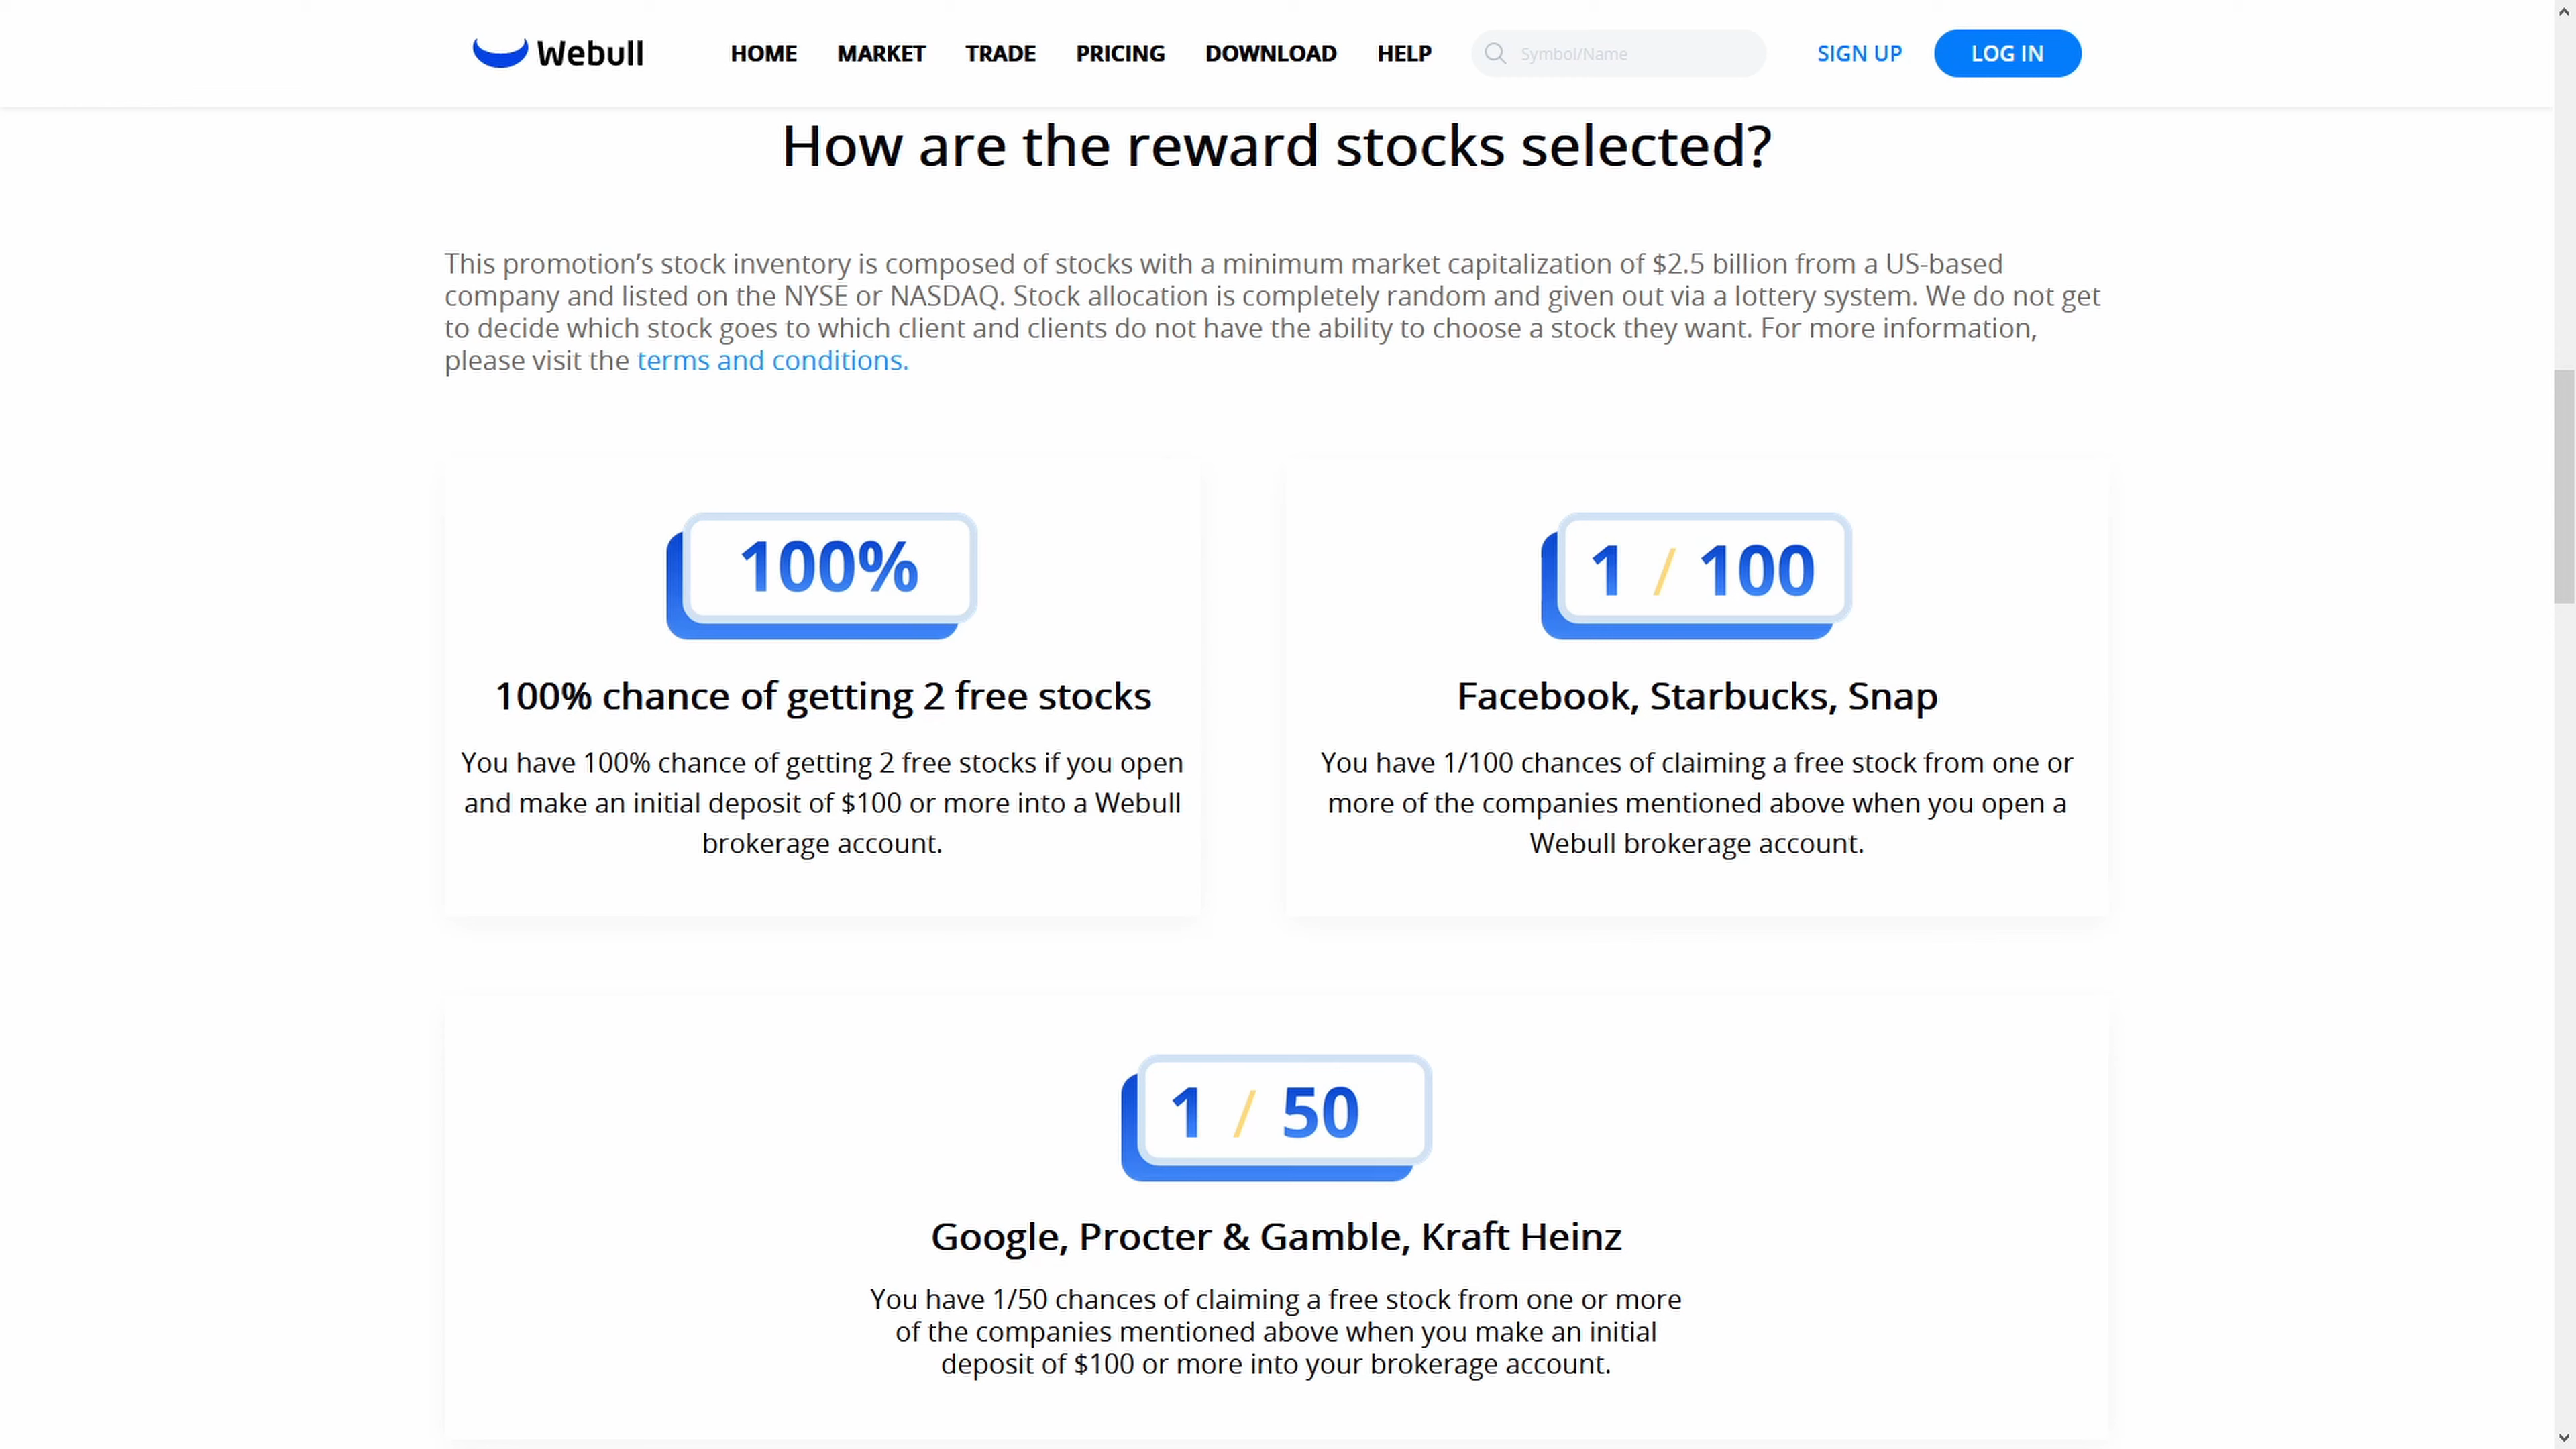 Webull
HOME MARKET TRADE PRICING DOWNLOAD HELP Symbol/Name SIGN UP LOG IN
How are the reward stocks selected?
This promotion’s stock inventory is composed of stocks with a minimum market capitalization of $2.5 billion from a US-based
company and listed on the NYSE or NASDAQ. Stock allocation is completely random and given out via a lottery system. We do not get
to decide which stock goes to which client and clients do not have the ability to choose a stock they want. For more information,
please visit the terms and conditions.
100%
100% chance of getting 2 free stocks
You have 100% chance of getting 2 free stocks if you open
and make an initial deposit of $100 or more into a Webull
brokerage account.
1 / 100
Facebook, Starbucks, Snap
You have 1/100 chances of claiming a free stock from one or
more of the companies mentioned above when you open a
Webull brokerage account.
1 / 50
Google, Procter & Gamble, Kraft Heinz
You have 1/50 chances of claiming a free stock from one or more
of the companies mentioned above when you make an initial
deposit of $100 or more into your brokerage account.